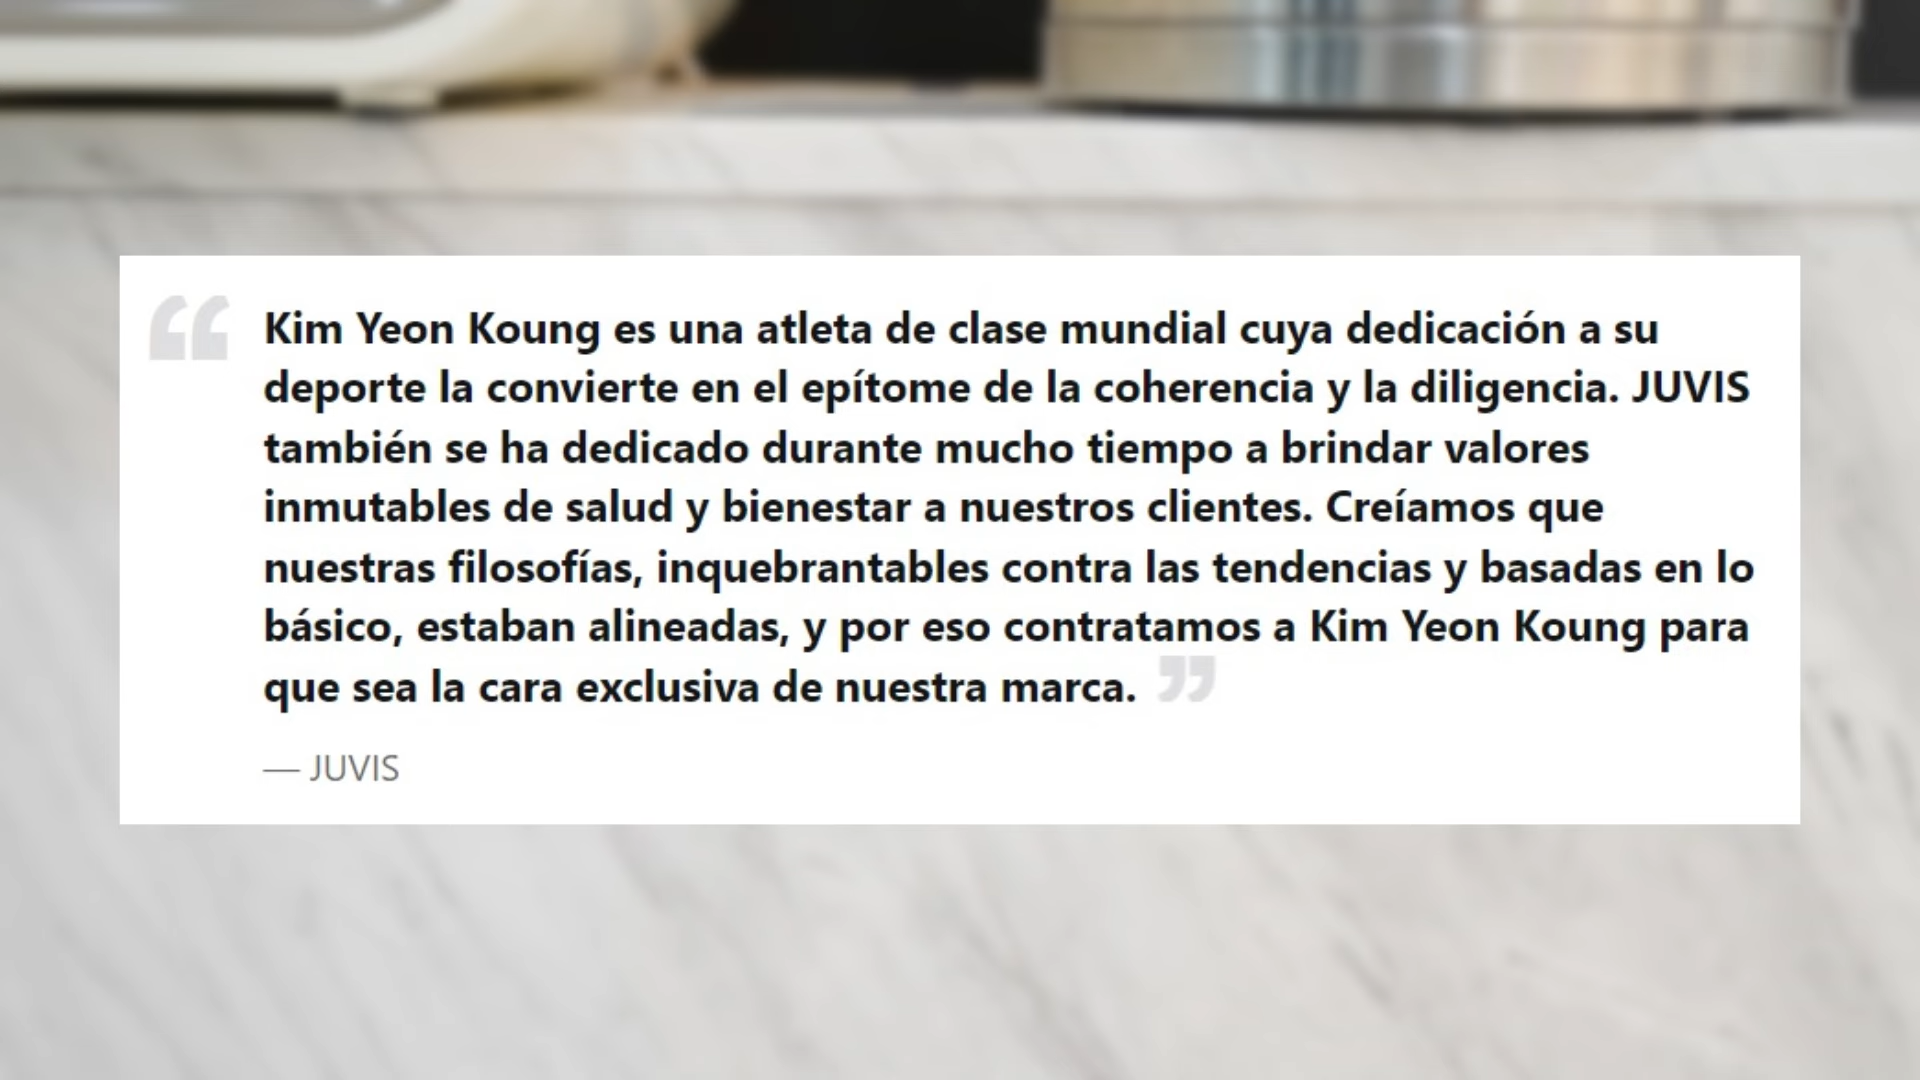 “ Kim Yeon Koung es una atleta de clase mundial cuya dedicación a su
deporte la convierte en el epítome de la coherencia y la diligencia. JUVIS
también se ha dedicado durante mucho tiempo a brindar valores
inmutables de salud y bienestar a nuestros clientes. Creíamos que
nuestras filosofías, inquebrantables contra las tendencias y basadas en lo
básico, estaban alineadas, y por eso contratamos a Kim Yeon Koung para
que sea la cara exclusiva de nuestra marca. ”
— JUVIS